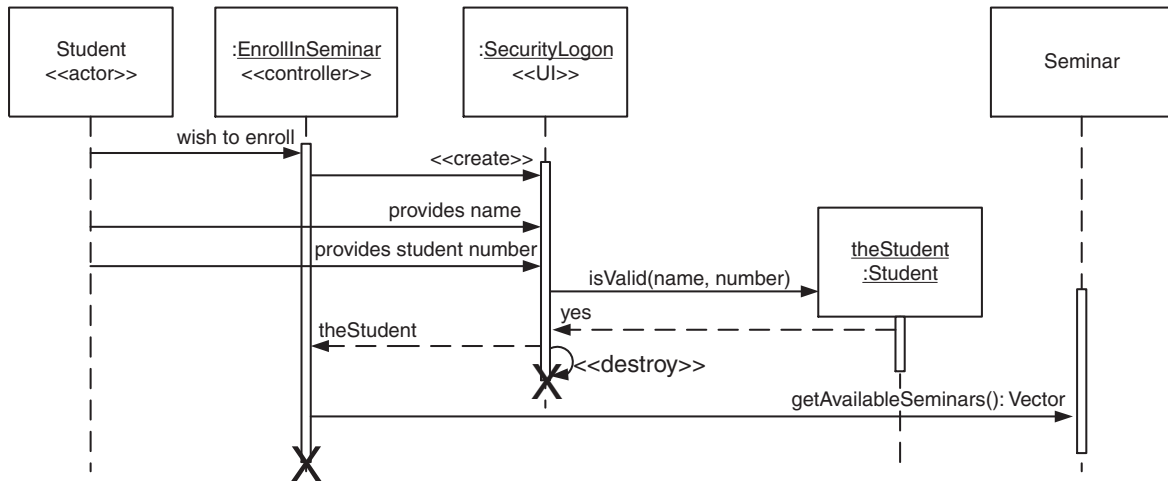 Student
<<actor>>
:EnrollInSeminar
<<controller>>
:SecurityLogon
<<UI>>
Seminar
wish to enroll
<<create>>
provides name
provides student number
theStudent
:Student
isValid(name, number)
yes
theStudent
<<destroy>>
getAvailableSeminars(): Vector